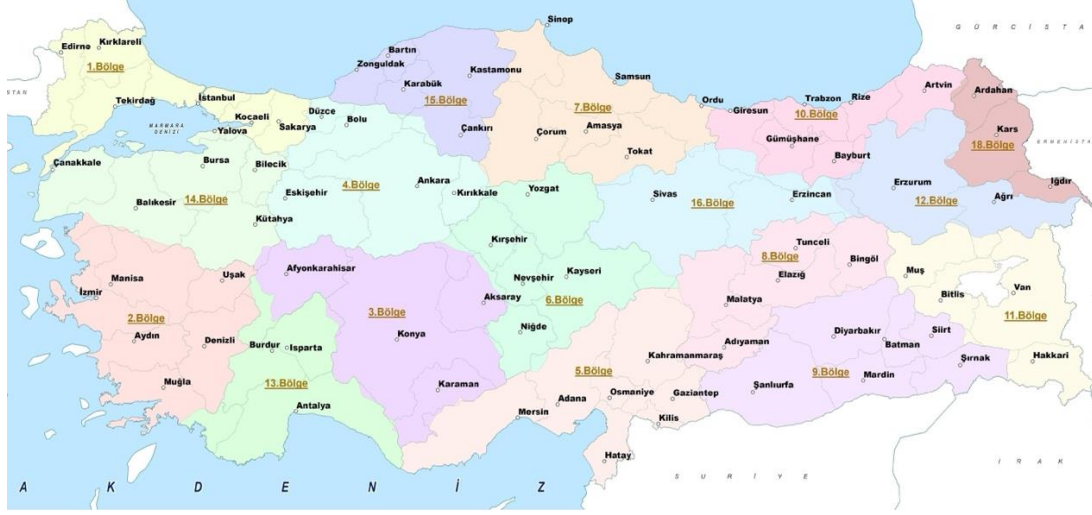 Sinop
GÜRCİSTA
Edirne
Kırklareli
Bartın
1.Bölge
Zonguldak
Kastamonu
Samsun
Artvin
Ardahan
STAN
Karabük
15.Bölge
7.Bölge
Ordu
Trabzon
Rize
Tekirdağ
İstanbul
Düzce
Giresun
10.Bölge
Kocaeli
Bolu
Sakarya
Çankırı
Çorum
Amasya
Kars
MARMARA
DENİZİ
Yalova
Gümüşhane
18.Bölge
ERMENİSTA
Tokat
Bayburt
Çanakkale
Bursa
Bilecik
Ankara
Kırıkkale
Yozgat
Erzurum
Iğdır
Eskişehir
4.Bölge
Sivas
Erzincan
Ağrı
Balıkesir
14.Bölge
16.Bölge
12.Bölge
Kütahya
Kırşehir
Tunceli
8.Bölge
Bingöl
Manisa
Uşak
Afyonkarahisar
Nevşehir
Kayseri
Elazığ
Muş
İzmir
Aksaray
6.Bölge
Malatya
Bitlis
Van
2.Bölge
3.Bölge
11.Bölge
Aydın
Denizli
Burdur
Isparta
Konya
Niğde
Diyarbakır
Siirt
Adıyaman
Batman
Kahramanmaraş
Şırnak
Hakkari
5.Bölge
9.Bölge
Muğla
13.Bölge
Karaman
Mardin
Osmaniye
Gaziantep
Şanlıurfa
Antalya
Adana
Mersin
Kilis
Hatay
SURİYE
IRAK
AKDENİZ